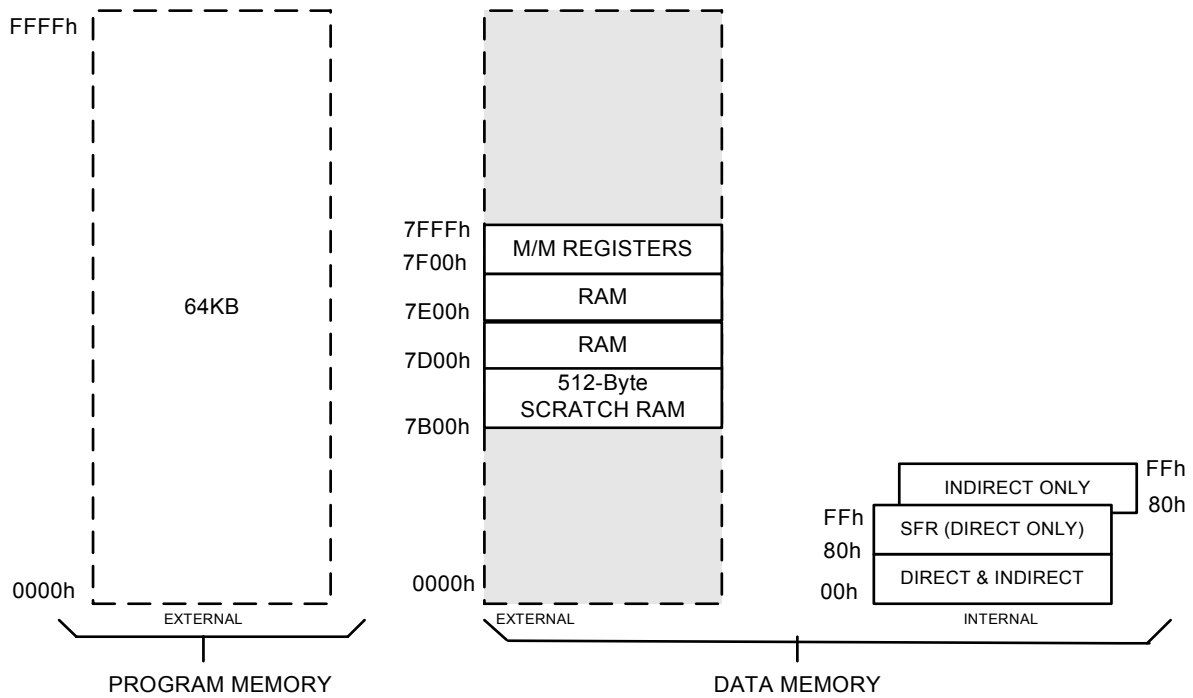 FFFFh
64KB
0000h
EXTERNAL
PROGRAM MEMORY
7FFFh
M/M REGISTERS
7F00h
RAM
7E00h
RAM
7D00h
512-Byte
SCRATCH RAM
7B00h
0000h
EXTERNAL
INDIRECT ONLY
FFh
80h
FFh
SFR (DIRECT ONLY)
80h
DIRECT & INDIRECT
00h
INTERNAL
DATA MEMORY